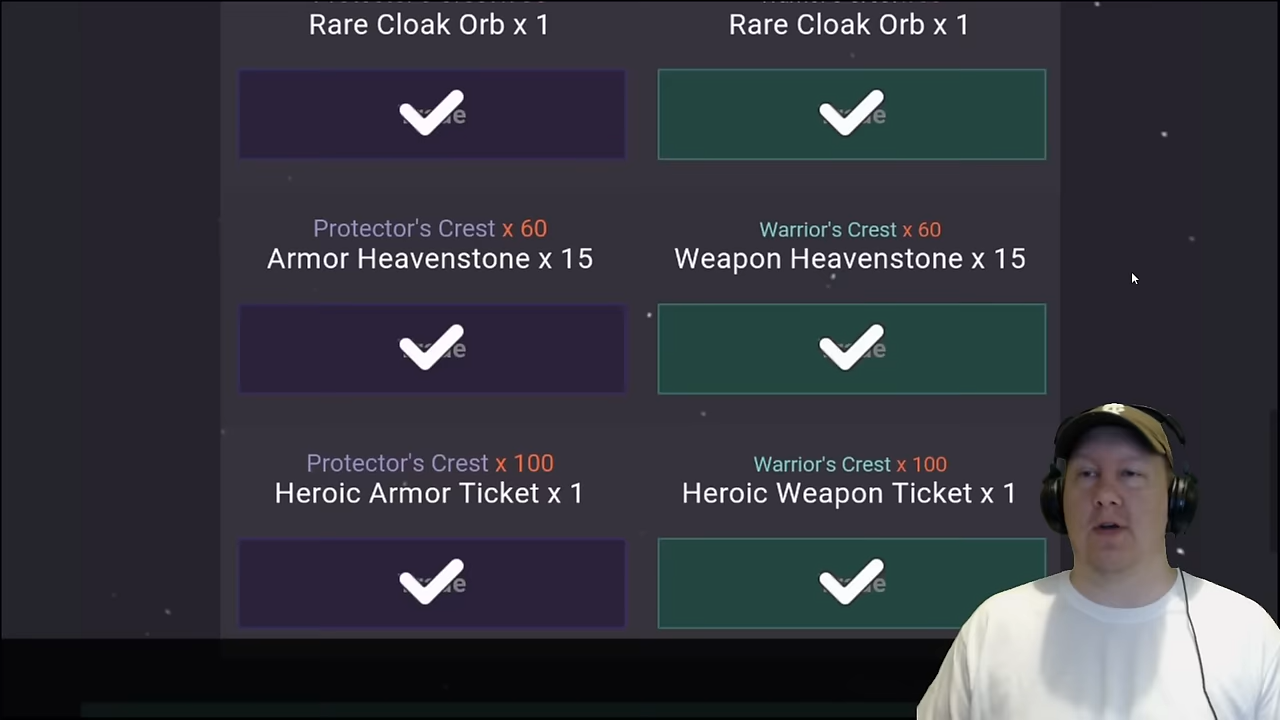 Rare Cloak Orb x 1
Rare Cloak Orb x 1
Protector's Crest x 60
Armor Heavenstone x 15
Warrior's Crest x 60
Weapon Heavenstone x 15
Protector's Crest x 100
Heroic Armor Ticket x 1
Warrior's Crest x 100
Heroic Weapon Ticket x 1